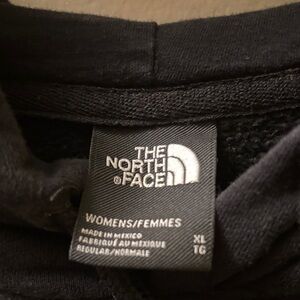 THE
NORTH
®FACE
WOMENS/FEMMES
MADE IN MEXICO
FABRIQUÉ AU MEXIQUE
REGULAR/NORMALE
XL
TG